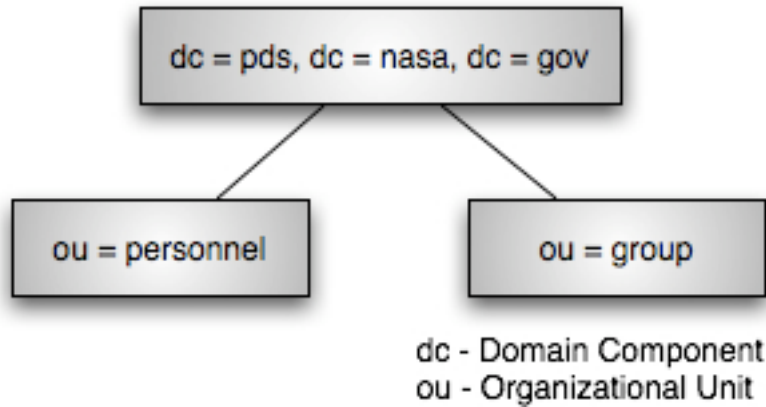 dc = pds, dc = nasa, dc = gov
ou = personnel
ou = group
dc - Domain Component
ou - Organizational Unit